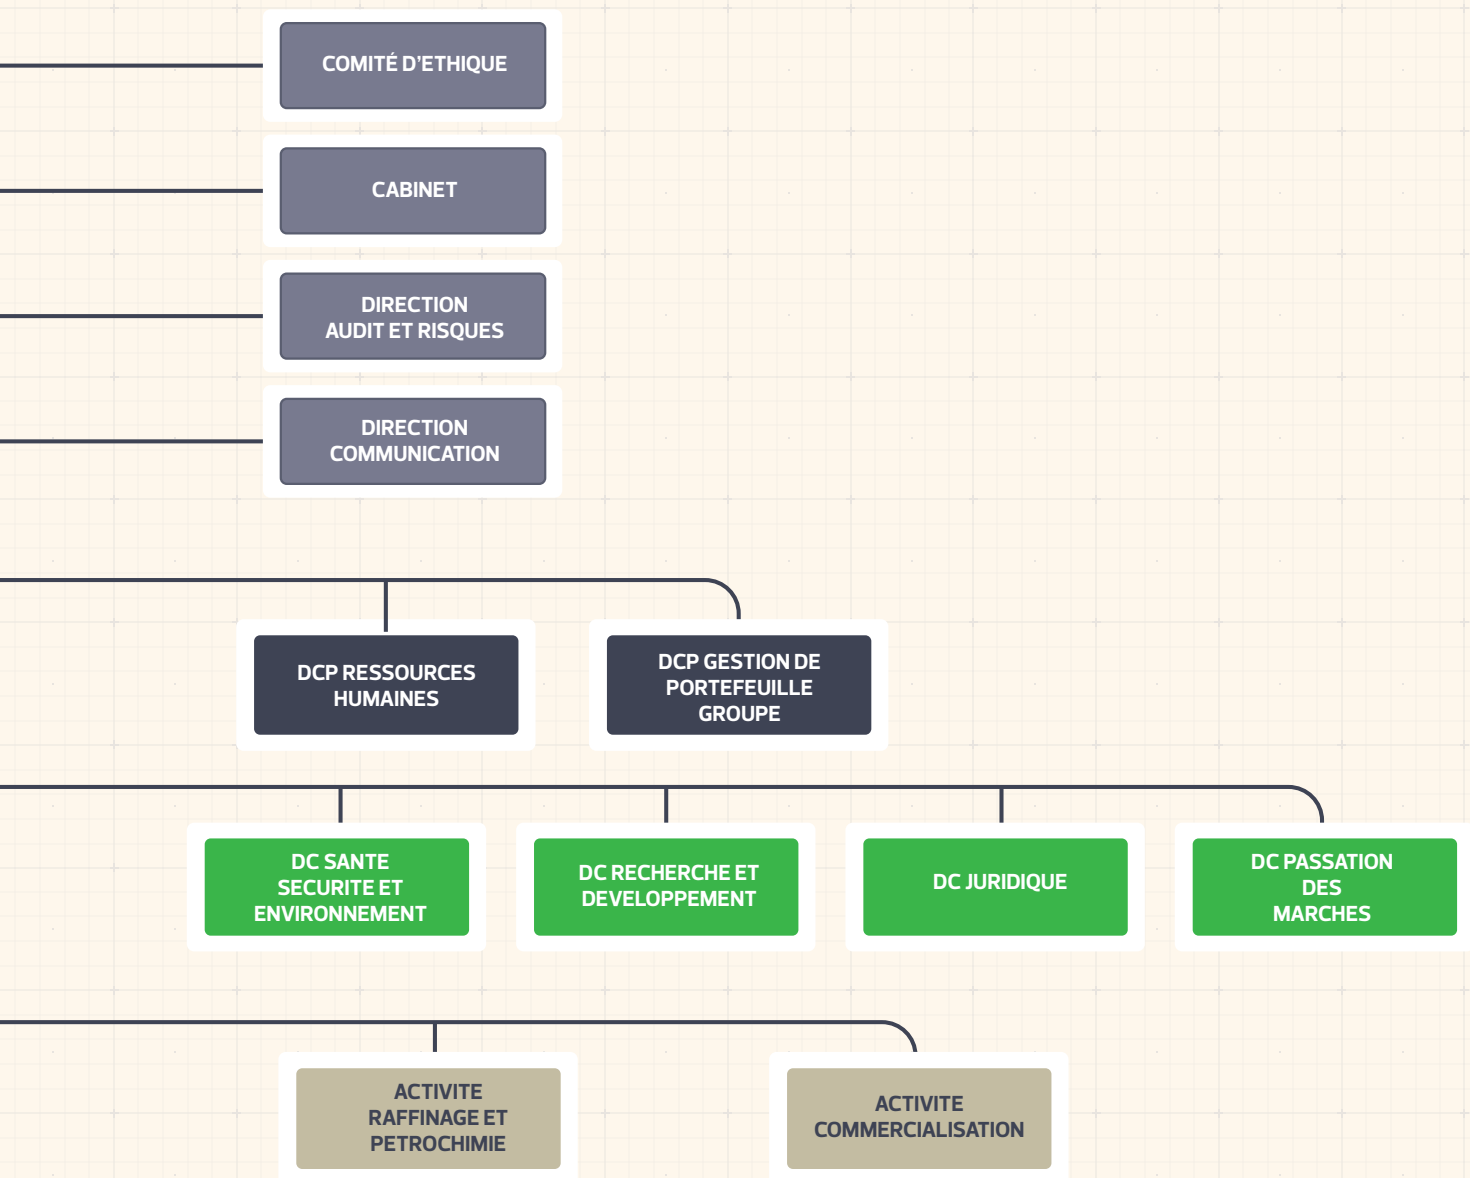 COMITÉ D’ETHIQUE
CABINET
DIRECTION
AUDIT ET RISQUES
DIRECTION
COMMUNICATION
DCP RESSOURCES
HUMAINES
DCP GESTION DE
PORTEFEUILLE
GROUPE
DC SANTE
SECURITE ET
ENVIRONNEMENT
DC RECHERCHE ET
DEVELOPPEMENT
DC JURIDIQUE
DC PASSATION
DES
MARCHES
ACTIVITE
RAFFINAGE ET
PETROCHIMIE
ACTIVITE
COMMERCIALISATION